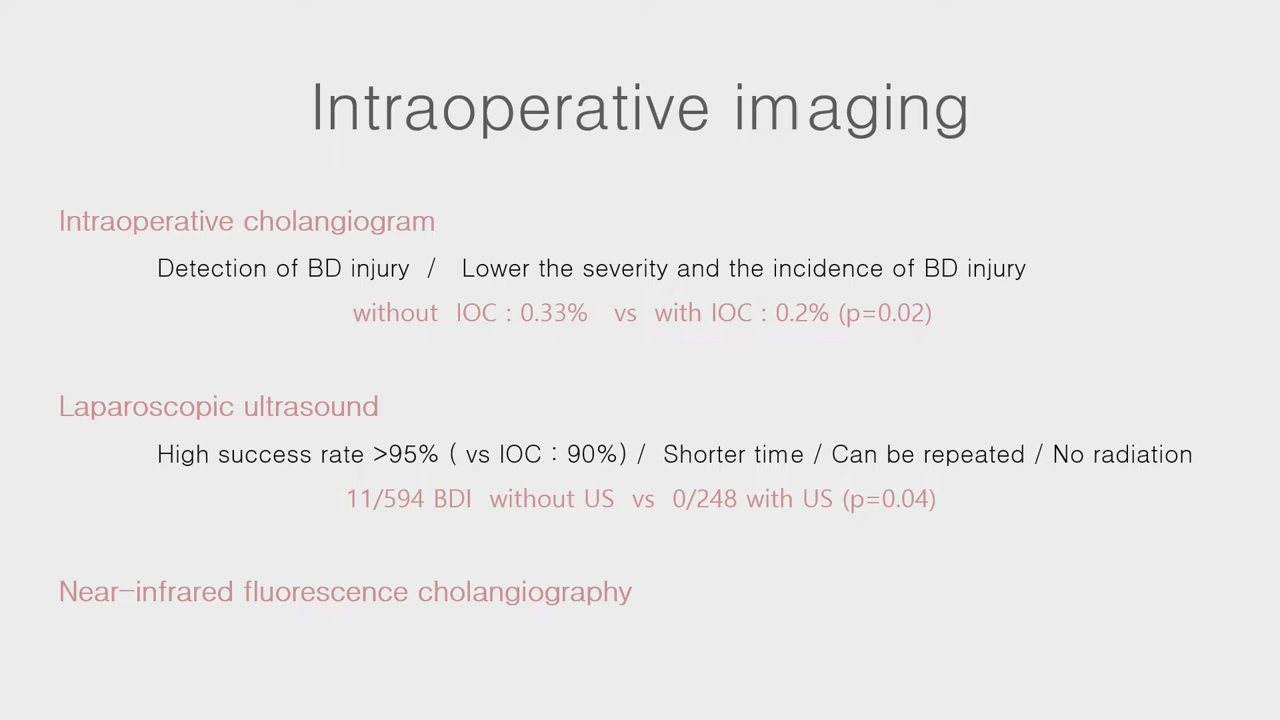 Intraoperative imaging
Intraoperative cholangiogram
Detection of BD injury / Lower the severity and the incidence of BD injury
without IOC : 0.33% vs with IOC : 0.2% (p=0.02)
Laparoscopic ultrasound
High success rate >95% ( vs IOC : 90%) / Shorter time / Can be repeated / No radiation
11/594 BDI without US vs 0/248 with US (p=0.04)
Near-infrared fluorescence cholangiography